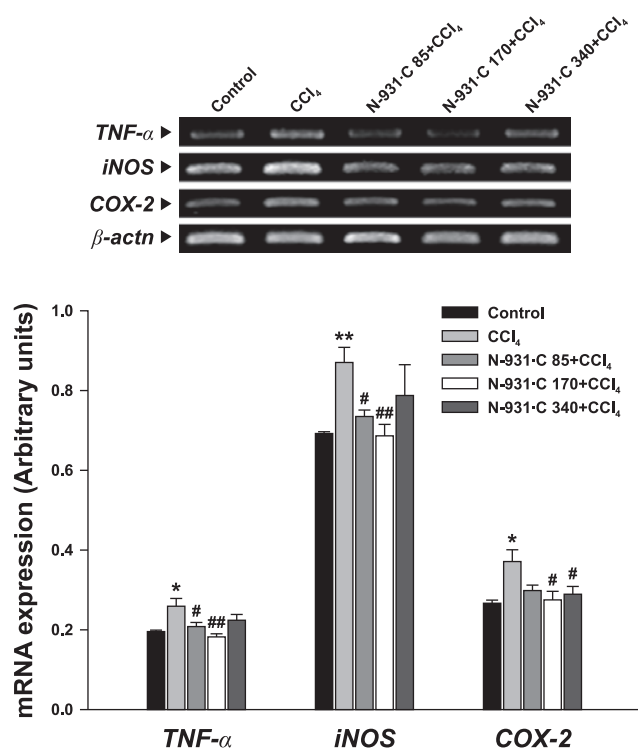 Control CCl₄ N-931·C 85+CCl₄ N-931·C 170+CCl₄ N-931·C 340+CCl₄
TNF-α
iNOS
COX-2
β-actn
mRNA expression (Arbitrary units)
1.0
0.8
0.6
0.4
0.2
0.0
Control
CCl₄
N-931·C 85+CCl₄
N-931·C 170+CCl₄
N-931·C 340+CCl₄
* # ##
** # ##
* # #
TNF-α iNOS COX-2